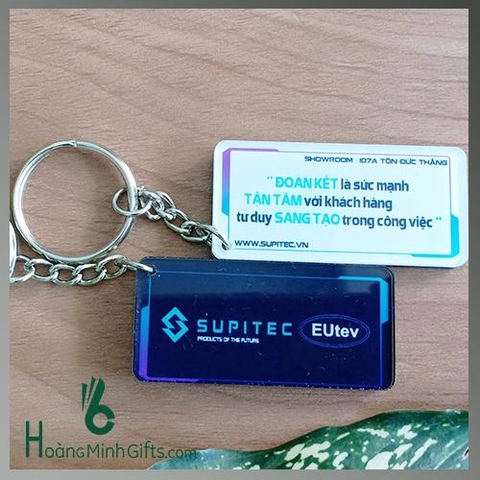 SHOWROOM 107A TÔN ĐỨC THẮNG
" ĐOÀN KẾT là sức mạnh
TẬN TÂM với khách hàng
tư duy SÁNG TẠO trong công việc "
WWW.SUPITEC.VN
SUPITEC
PRODUCTS OF THE FUTURE
EUtev
HoàngMinhGifts.com